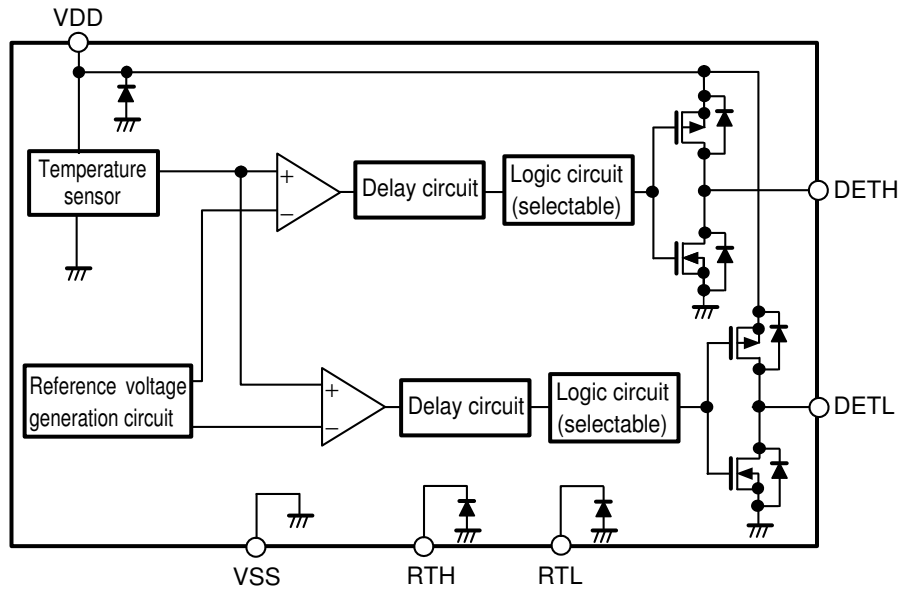 VDD
Temperature
sensor
+
−
Delay circuit
Logic circuit
(selectable)
DETH
Reference voltage
generation circuit
+
−
Delay circuit
Logic circuit
(selectable)
DETL
VSS
RTH
RTL